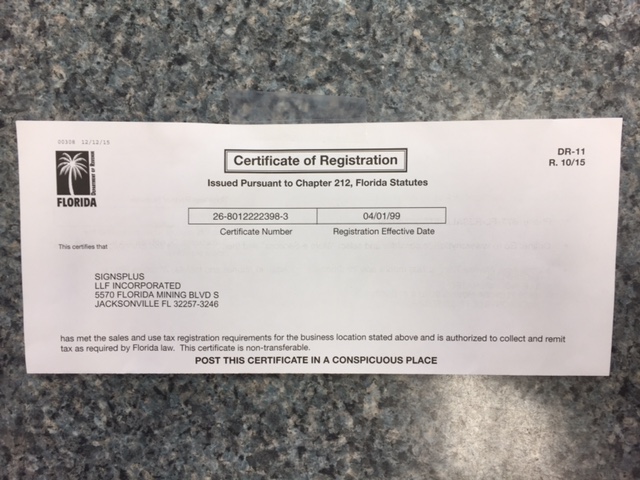 00308 12/12/15
DEPARTMENT OF REVENUE
FLORIDA
DR-11
R. 10/15
Certificate of Registration
Issued Pursuant to Chapter 212, Florida Statutes
26-8012222398-3 04/01/99
Certificate Number Registration Effective Date
This certifies that
SIGNSPLUS
LLF INCORPORATED
5570 FLORIDA MINING BLVD S
JACKSONVILLE FL 32257-3246
has met the sales and use tax registration requirements for the business location stated above and is authorized to collect and remit
tax as required by Florida law. This certificate is non-transferable.
POST THIS CERTIFICATE IN A CONSPICUOUS PLACE